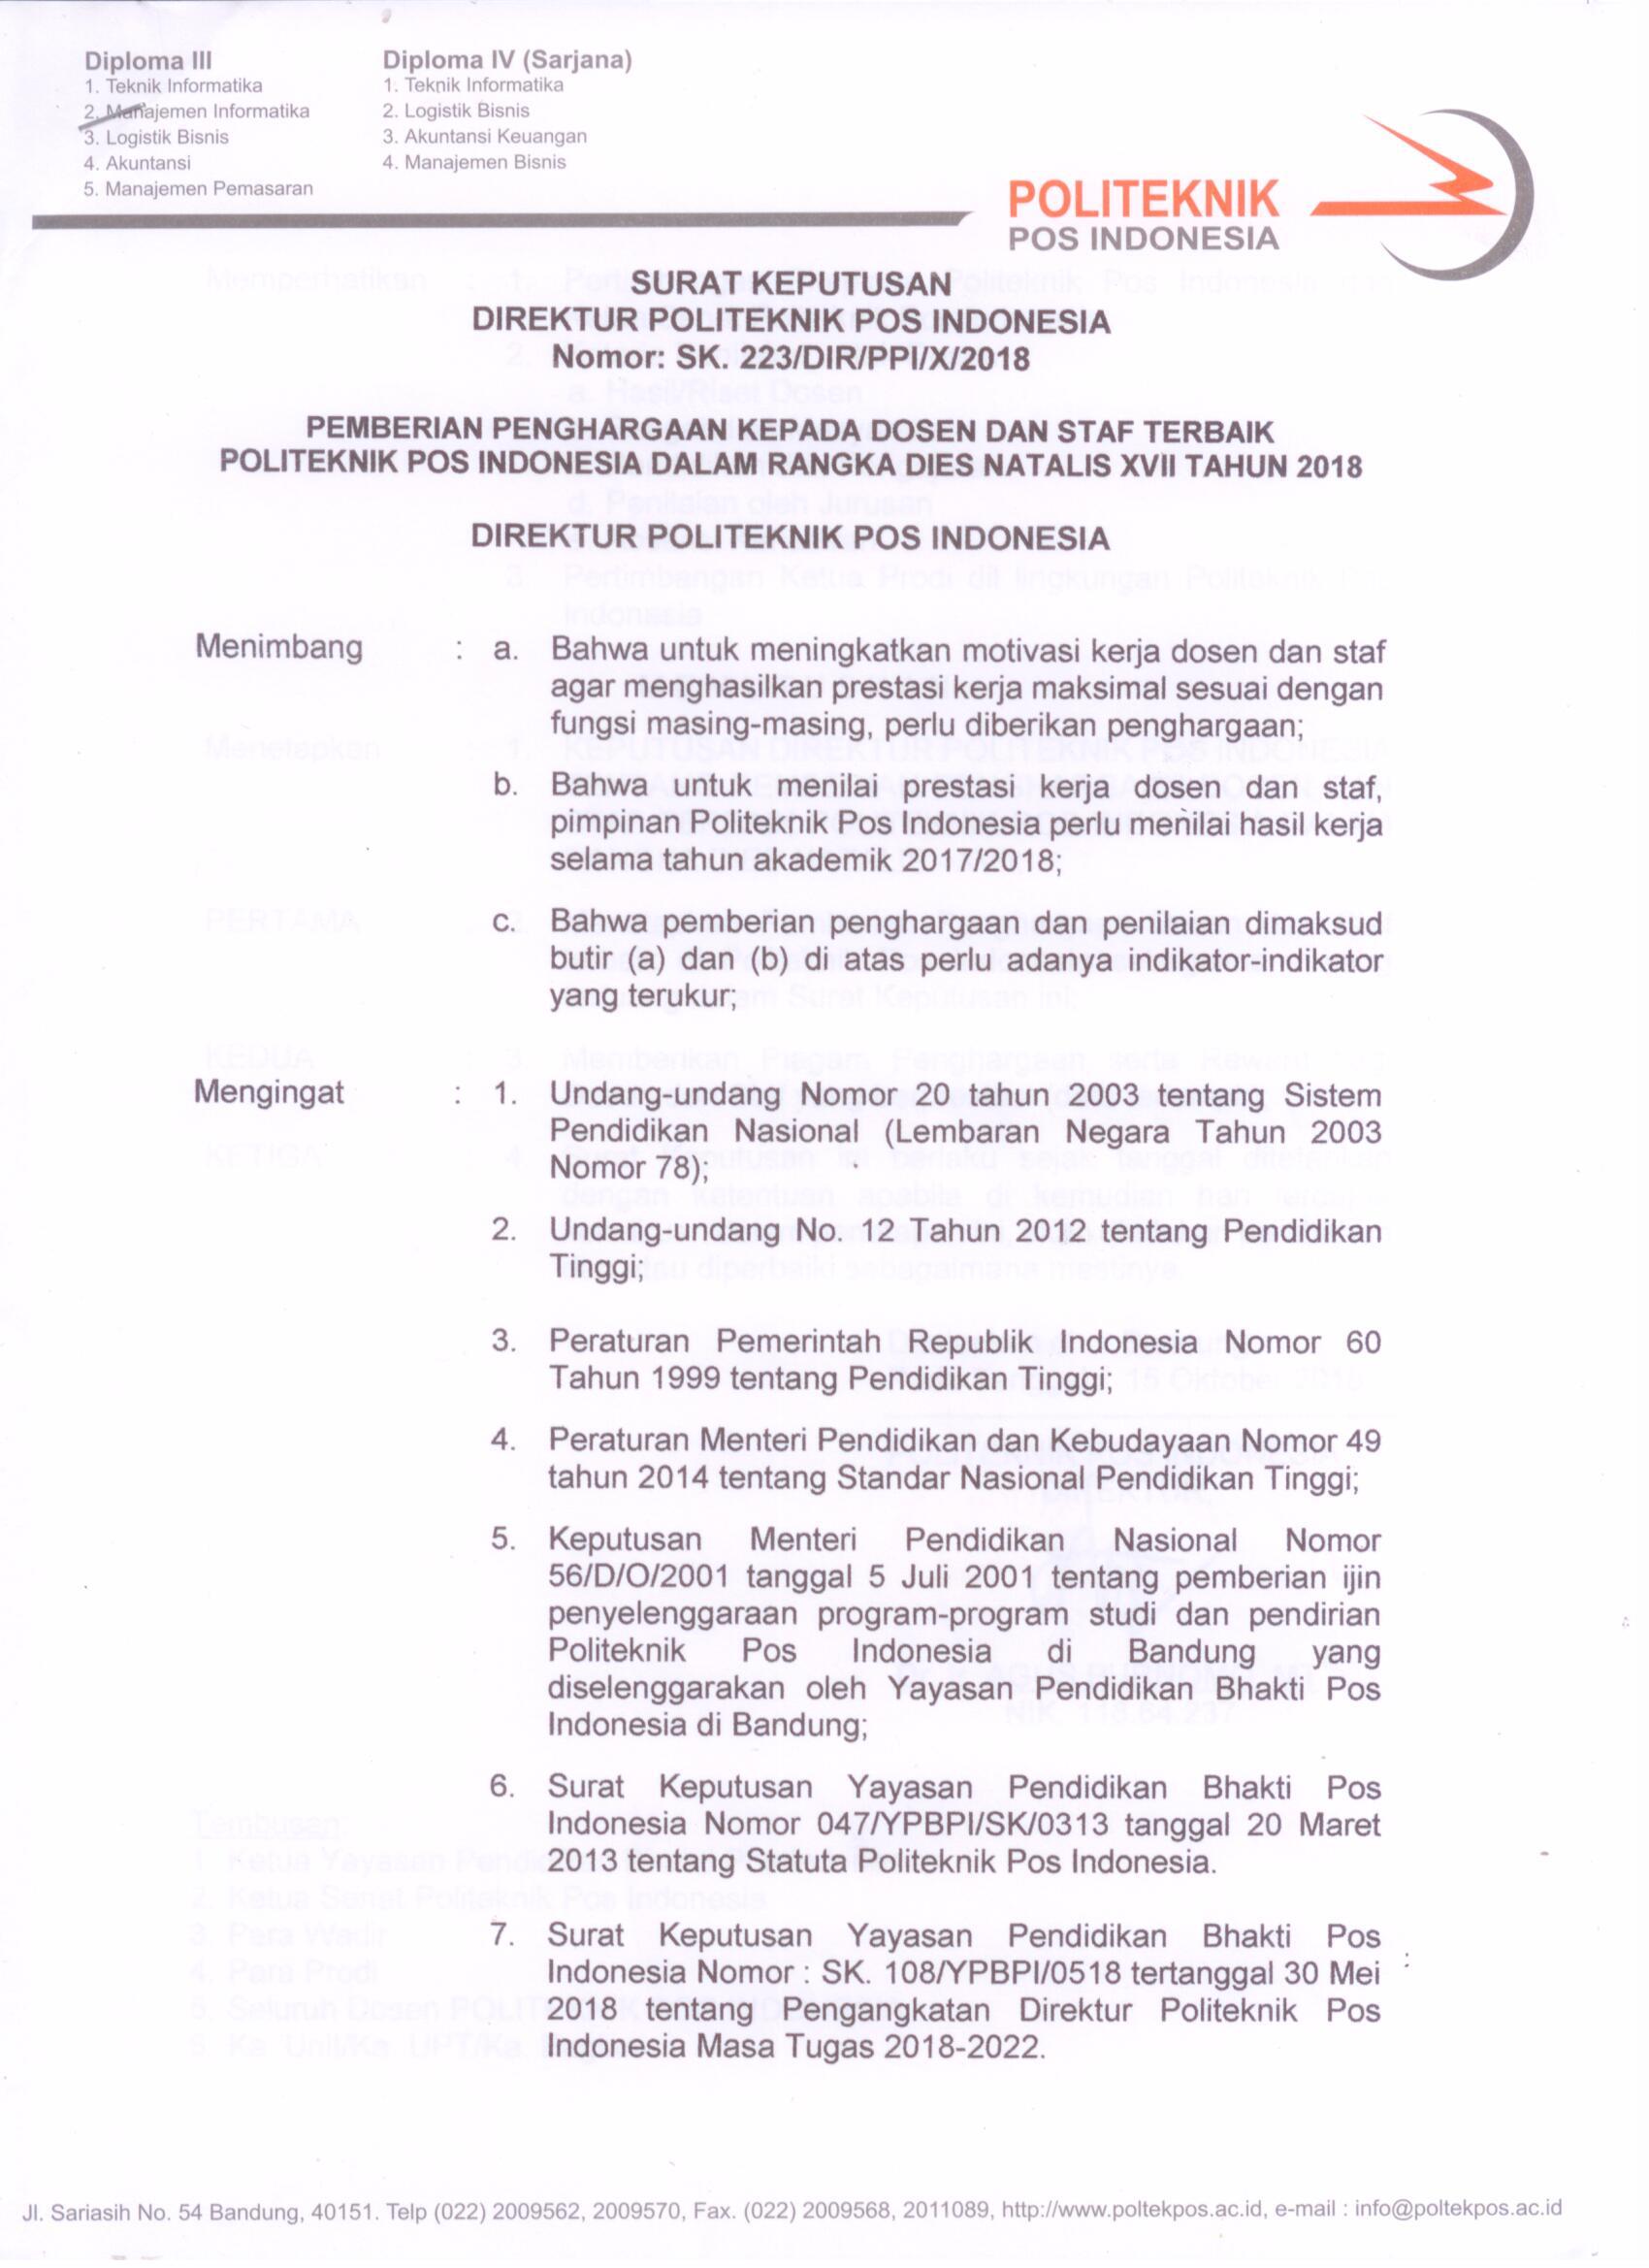 Diploma III
1. Teknik Informatika
2. Manajemen Informatika
3. Logistik Bisnis
4. Akuntansi
5. Manajemen Pemasaran
Diploma IV (Sarjana)
1. Teknik Informatika
2. Logistik Bisnis
3. Akuntansi Keuangan
4. Manajemen Bisnis
POLITEKNIK
POS INDONESIA
SURAT KEPUTUSAN
DIREKTUR POLITEKNIK POS INDONESIA
Nomor: SK. 223/DIR/PPI/X/2018
PEMBERIAN PENGHARGAAN KEPADA DOSEN DAN STAF TERBAIK
POLITEKNIK POS INDONESIA DALAM RANGKA DIES NATALIS XVII TAHUN 2018
DIREKTUR POLITEKNIK POS INDONESIA
Menimbang : a. Bahwa untuk meningkatkan motivasi kerja dosen dan staf
agar menghasilkan prestasi kerja maksimal sesuai dengan
fungsi masing-masing, perlu diberikan penghargaan;
b. Bahwa untuk menilai prestasi kerja dosen dan staf,
pimpinan Politeknik Pos Indonesia perlu menilai hasil kerja
selama tahun akademik 2017/2018;
c. Bahwa pemberian penghargaan dan penilaian dimaksud
butir (a) dan (b) di atas perlu adanya indikator-indikator
yang terukur;
Mengingat : 1. Undang-undang Nomor 20 tahun 2003 tentang Sistem
Pendidikan Nasional (Lembaran Negara Tahun 2003
Nomor 78);
2. Undang-undang No. 12 Tahun 2012 tentang Pendidikan
Tinggi;
3. Peraturan Pemerintah Republik Indonesia Nomor 60
Tahun 1999 tentang Pendidikan Tinggi;
4. Peraturan Menteri Pendidikan dan Kebudayaan Nomor 49
tahun 2014 tentang Standar Nasional Pendidikan Tinggi;
5. Keputusan Menteri Pendidikan Nasional Nomor
56/D/O/2001 tanggal 5 Juli 2001 tentang pemberian ijin
penyelenggaraan program-program studi dan pendirian
Politeknik Pos Indonesia di Bandung yang
diselenggarakan oleh Yayasan Pendidikan Bhakti Pos
Indonesia di Bandung;
6. Surat Keputusan Yayasan Pendidikan Bhakti Pos
Indonesia Nomor 047/YPBPI/SK/0313 tanggal 20 Maret
2013 tentang Statuta Politeknik Pos Indonesia.
7. Surat Keputusan Yayasan Pendidikan Bhakti Pos
Indonesia Nomor : SK. 108/YPBPI/0518 tertanggal 30 Mei
2018 tentang Pengangkatan Direktur Politeknik Pos
Indonesia Masa Tugas 2018-2022.
Jl. Sariasih No. 54 Bandung, 40151. Telp (022) 2009562, 2009570, Fax. (022) 2009568, 2011089, http://www.poltekpos.ac.id, e-mail : info@poltekpos.ac.id